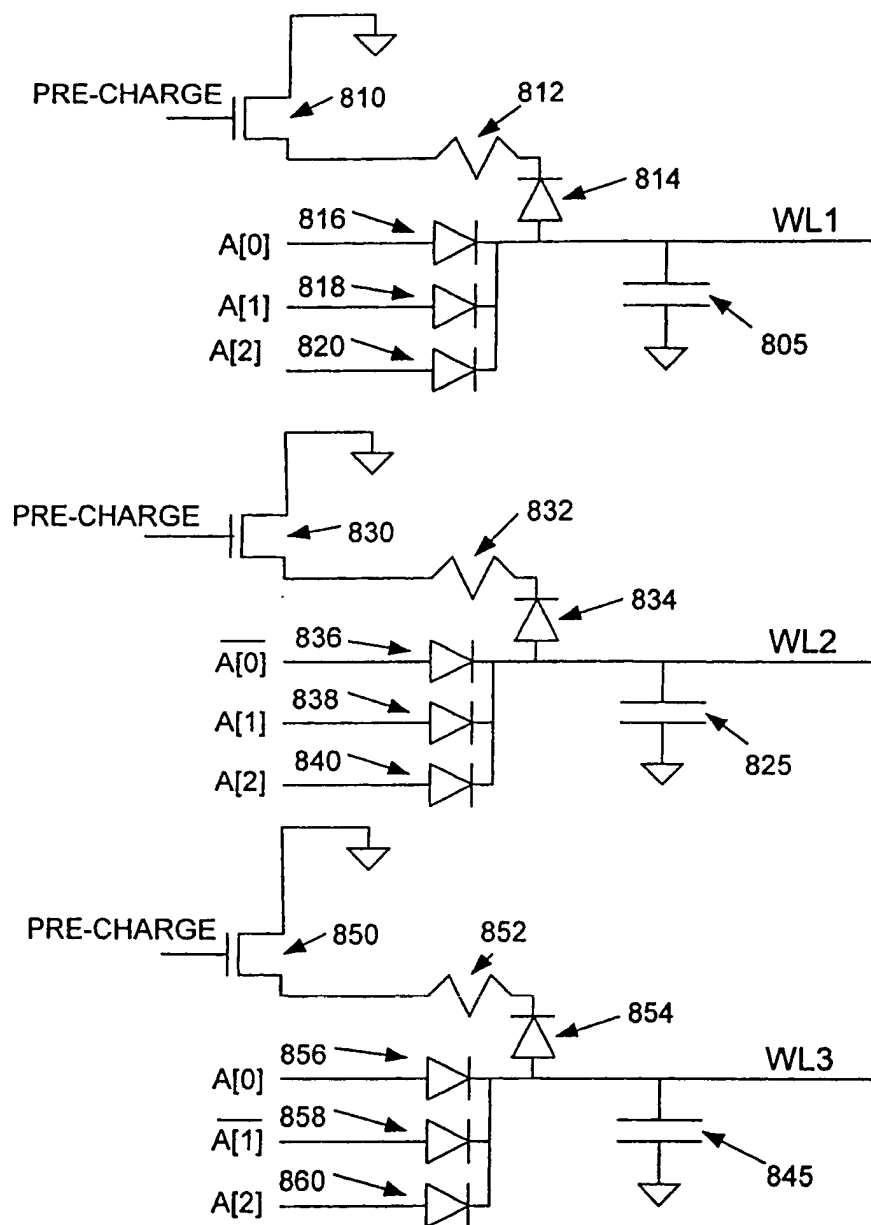 PRE-CHARGE
810
812
814
816
WL1
A[0]
818
A[1]
805
A[2]
820
PRE-CHARGE
830
832
834
836
WL2
A̅[̅0̅]̅
838
A[1]
825
840
A[2]
PRE-CHARGE
850
852
854
856
WL3
A[0]
858
A̅[̅1̅]̅
845
860
A[2]